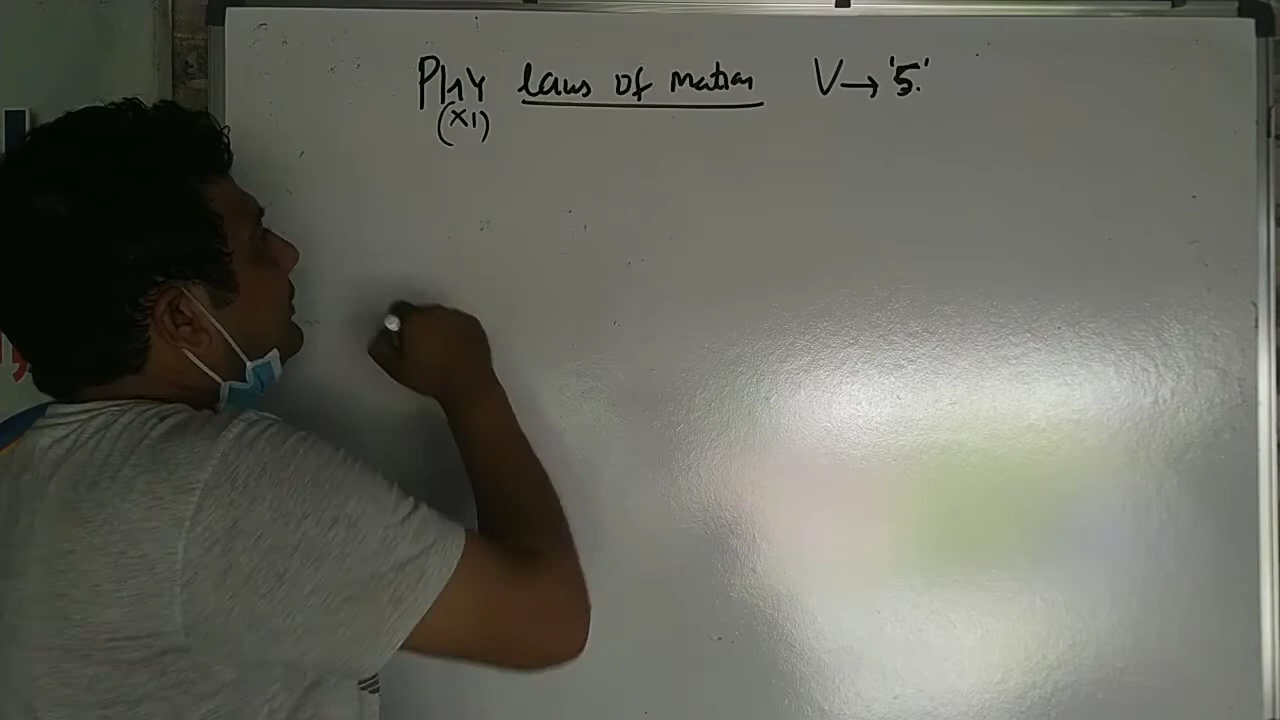 PHY laws of Motion V→'5'
(XI)